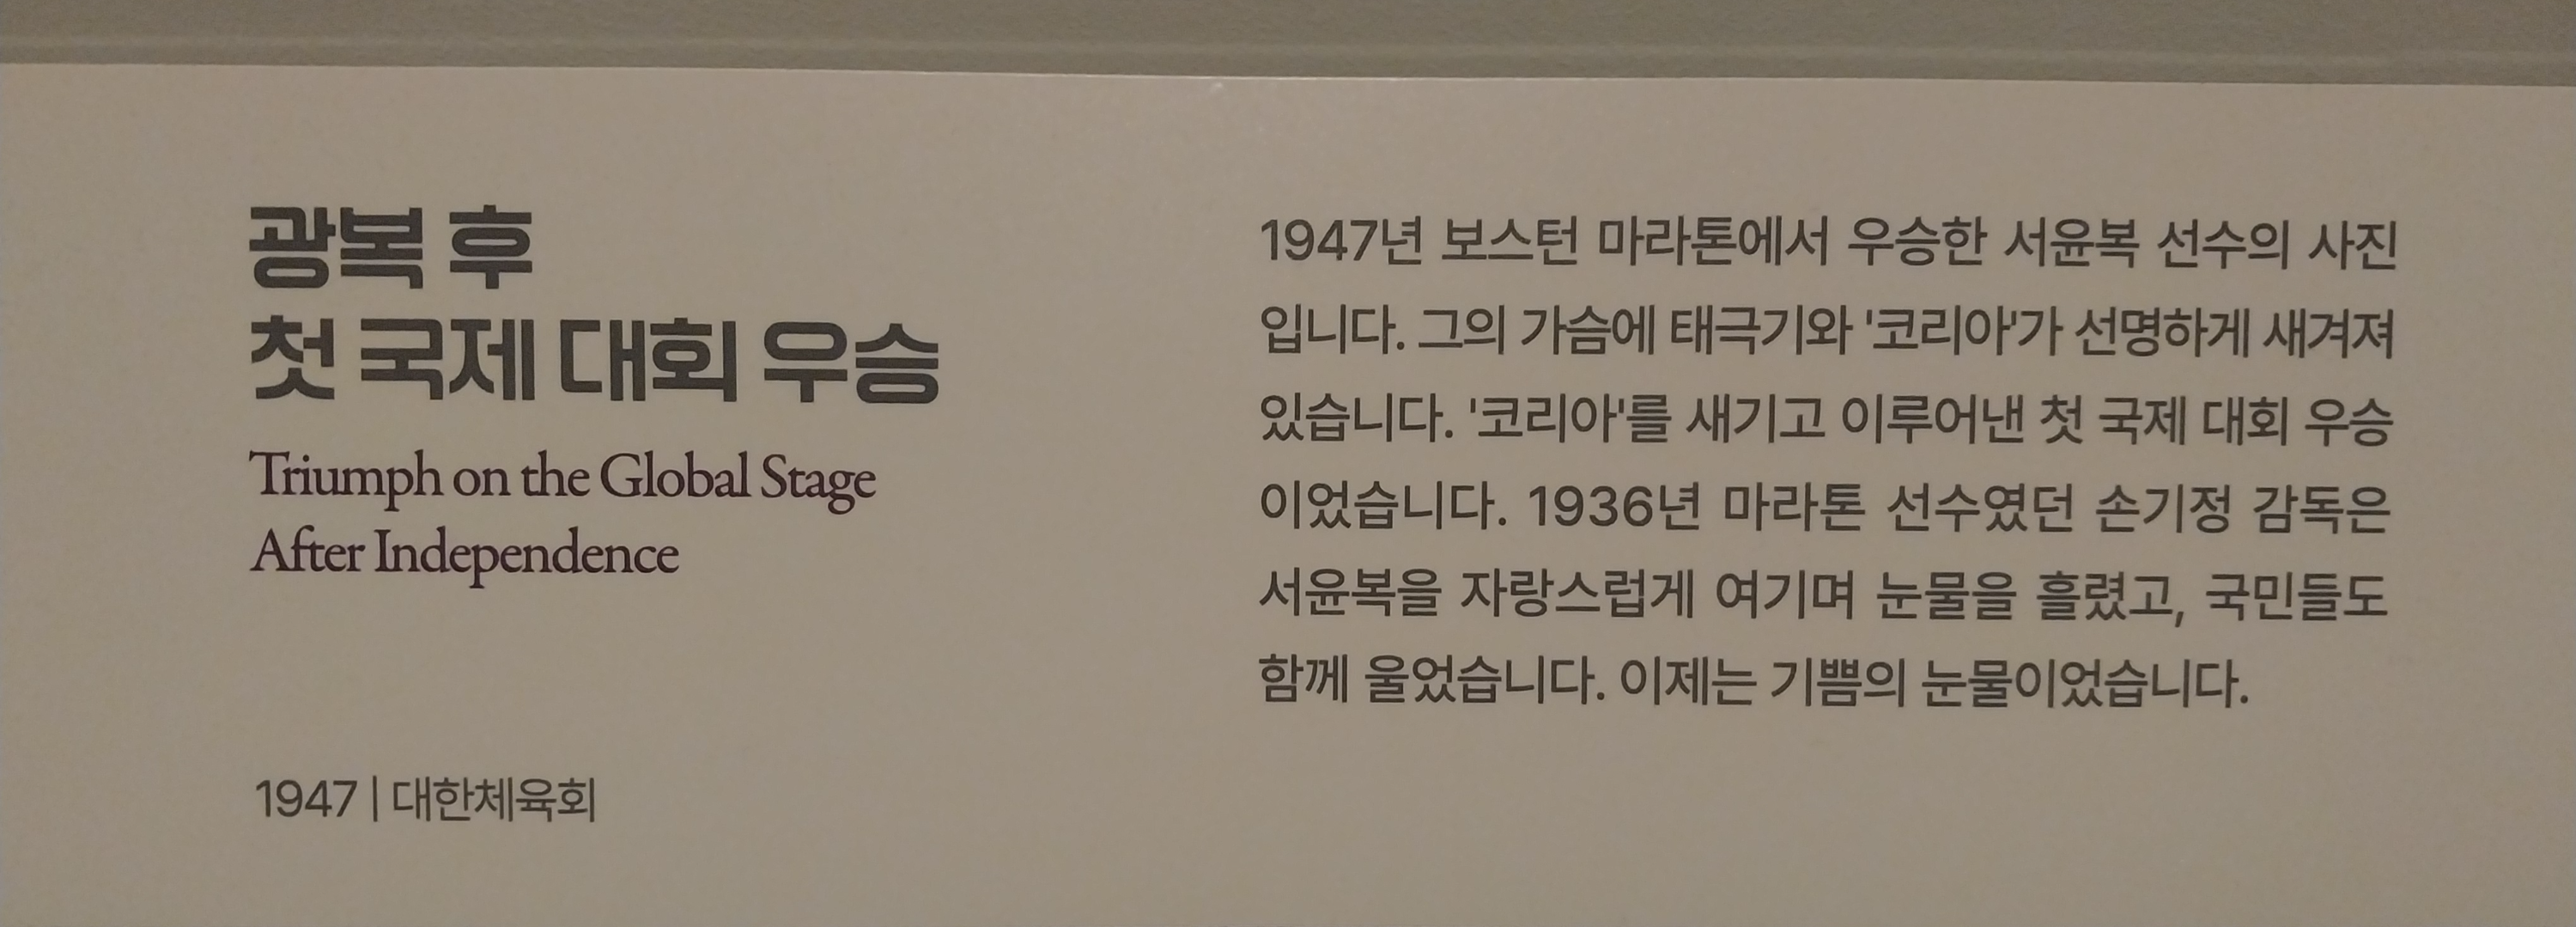 광복 후
첫 국제 대회 우승
Triumph on the Global Stage
After Independence
1947 | 대한체육회
1947년 보스턴 마라톤에서 우승한 서윤복 선수의 사진
입니다. 그의 가슴에 태극기와 '코리아'가 선명하게 새겨져
있습니다. '코리아'를 새기고 이루어낸 첫 국제 대회 우승
이었습니다. 1936년 마라톤 선수였던 손기정 감독은
서윤복을 자랑스럽게 여기며 눈물을 흘렸고, 국민들도
함께 울었습니다. 이제는 기쁨의 눈물이었습니다.